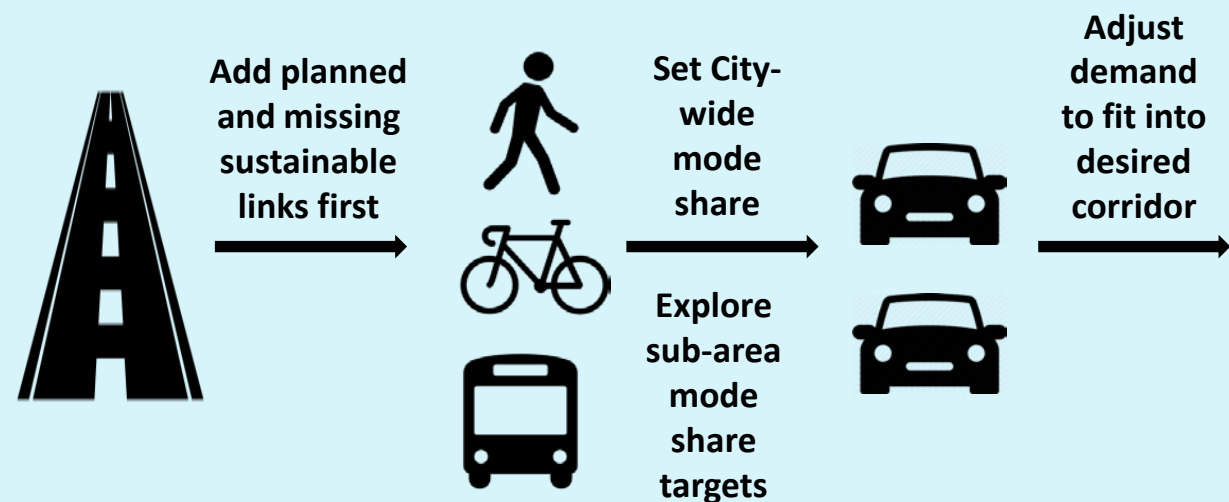 Add planned
and missing
sustainable
links first
Set City-
wide
mode
share
Explore
sub-area
mode
share
targets
Adjust
demand
to fit into
desired
corridor